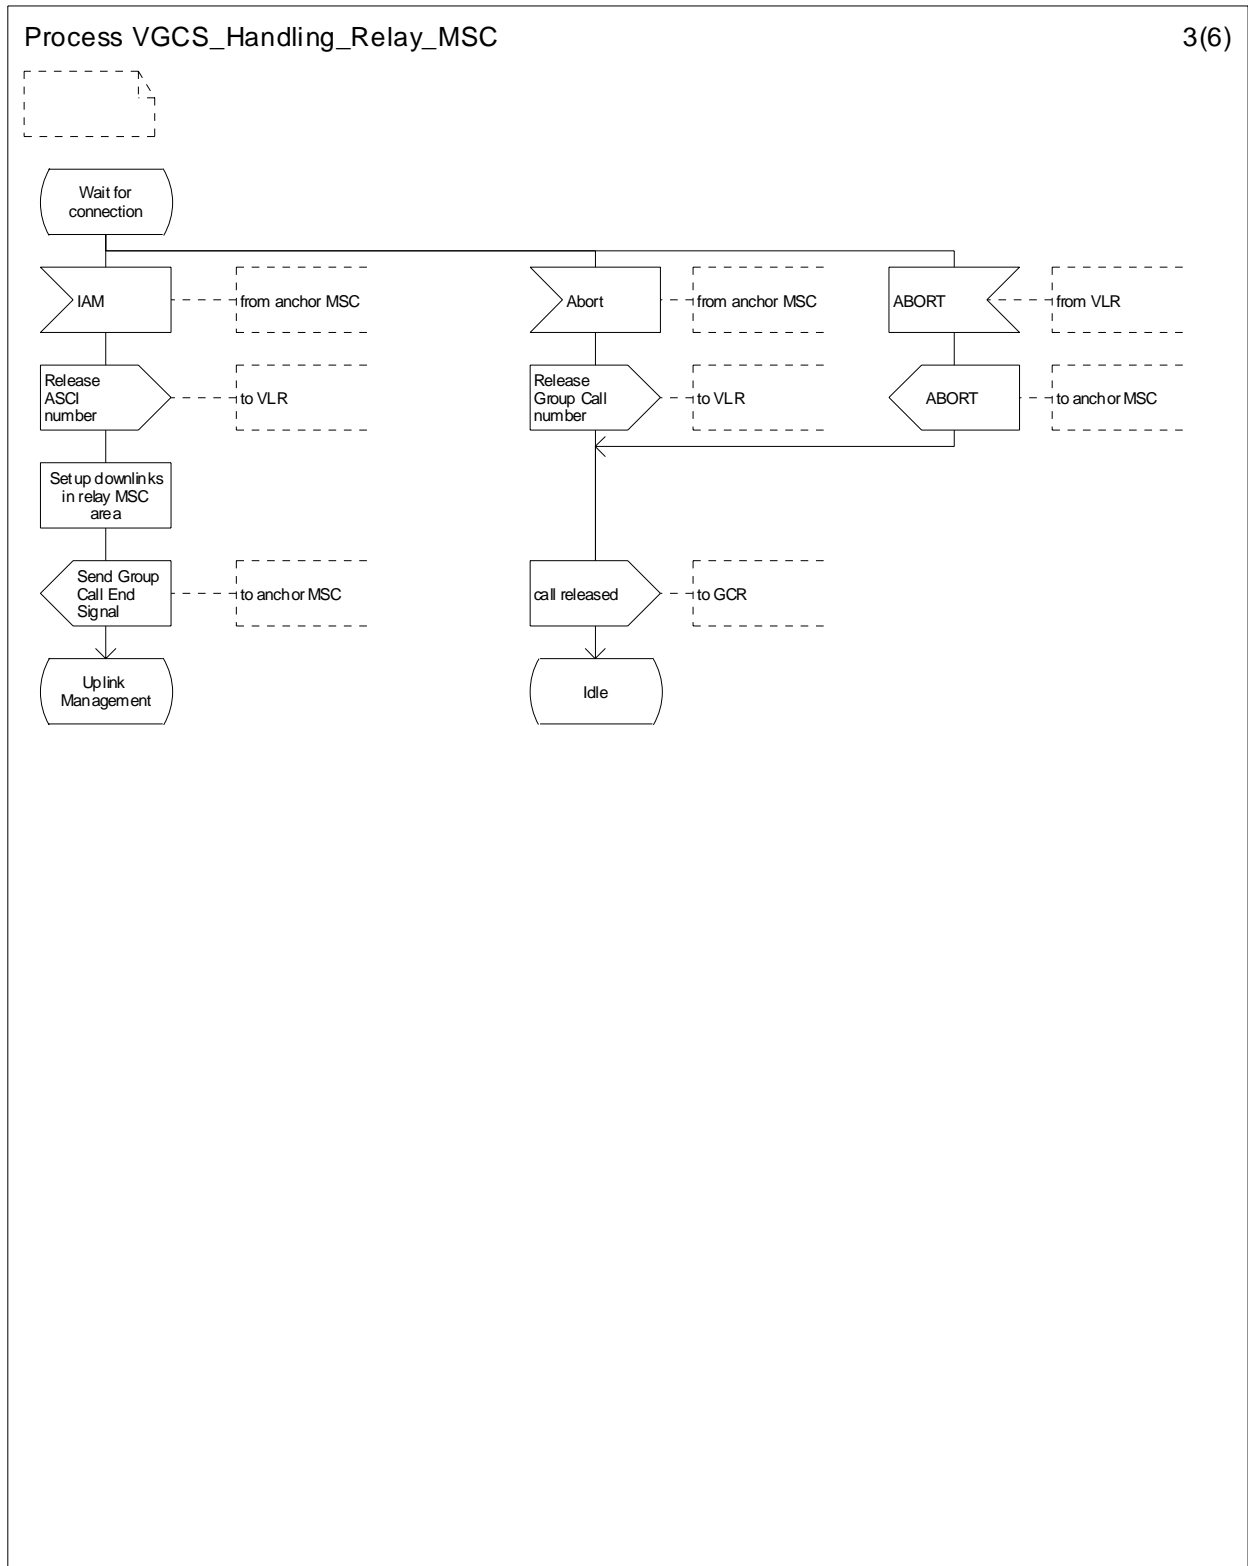 Process VGCS_Handling_Relay_MSC
3(6)
Wait for
connection
IAM
from anchor MSC
Abort
from anchor MSC
ABORT
from VLR
Release
ASCI
number
to VLR
Release
Group Call
number
to VLR
ABORT
to anchor MSC
Set up downlinks
in relay MSC
area
Send Group
Call End
Signal
to anchor MSC
call released
to GCR
Uplink
Management
Idle